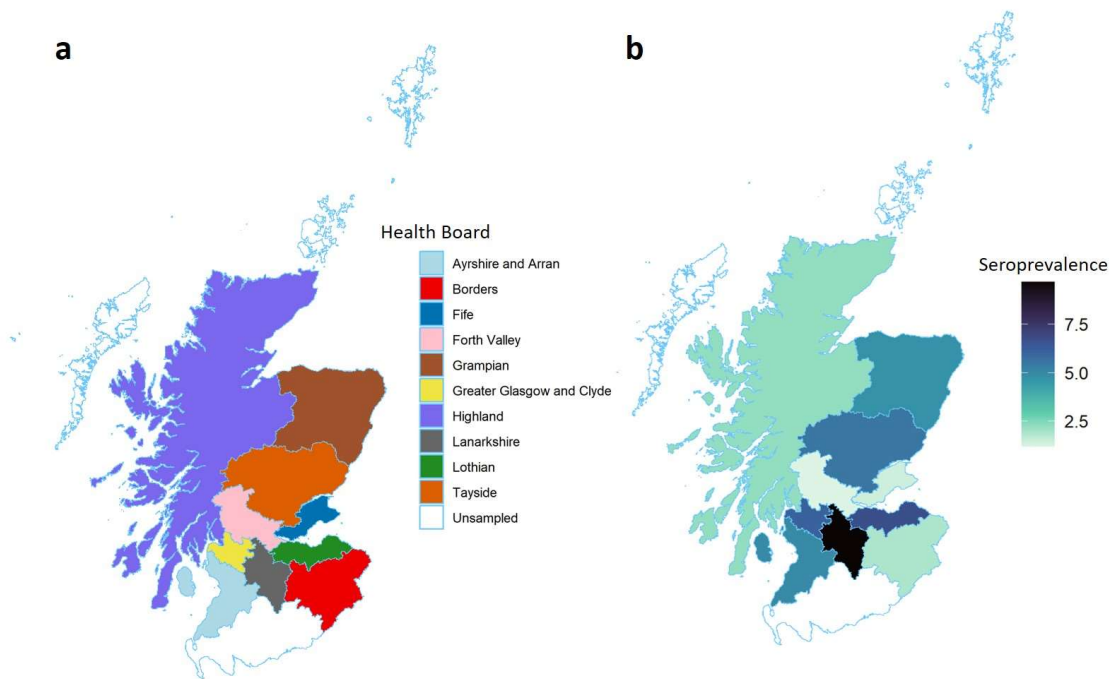 a
b
Health Board
Ayrshire and Arran
Borders
Fife
Forth Valley
Grampian
Greater Glasgow and Clyde
Highland
Lanarkshire
Lothian
Tayside
Unsampled
Seroprevalence
7.5
5.0
2.5